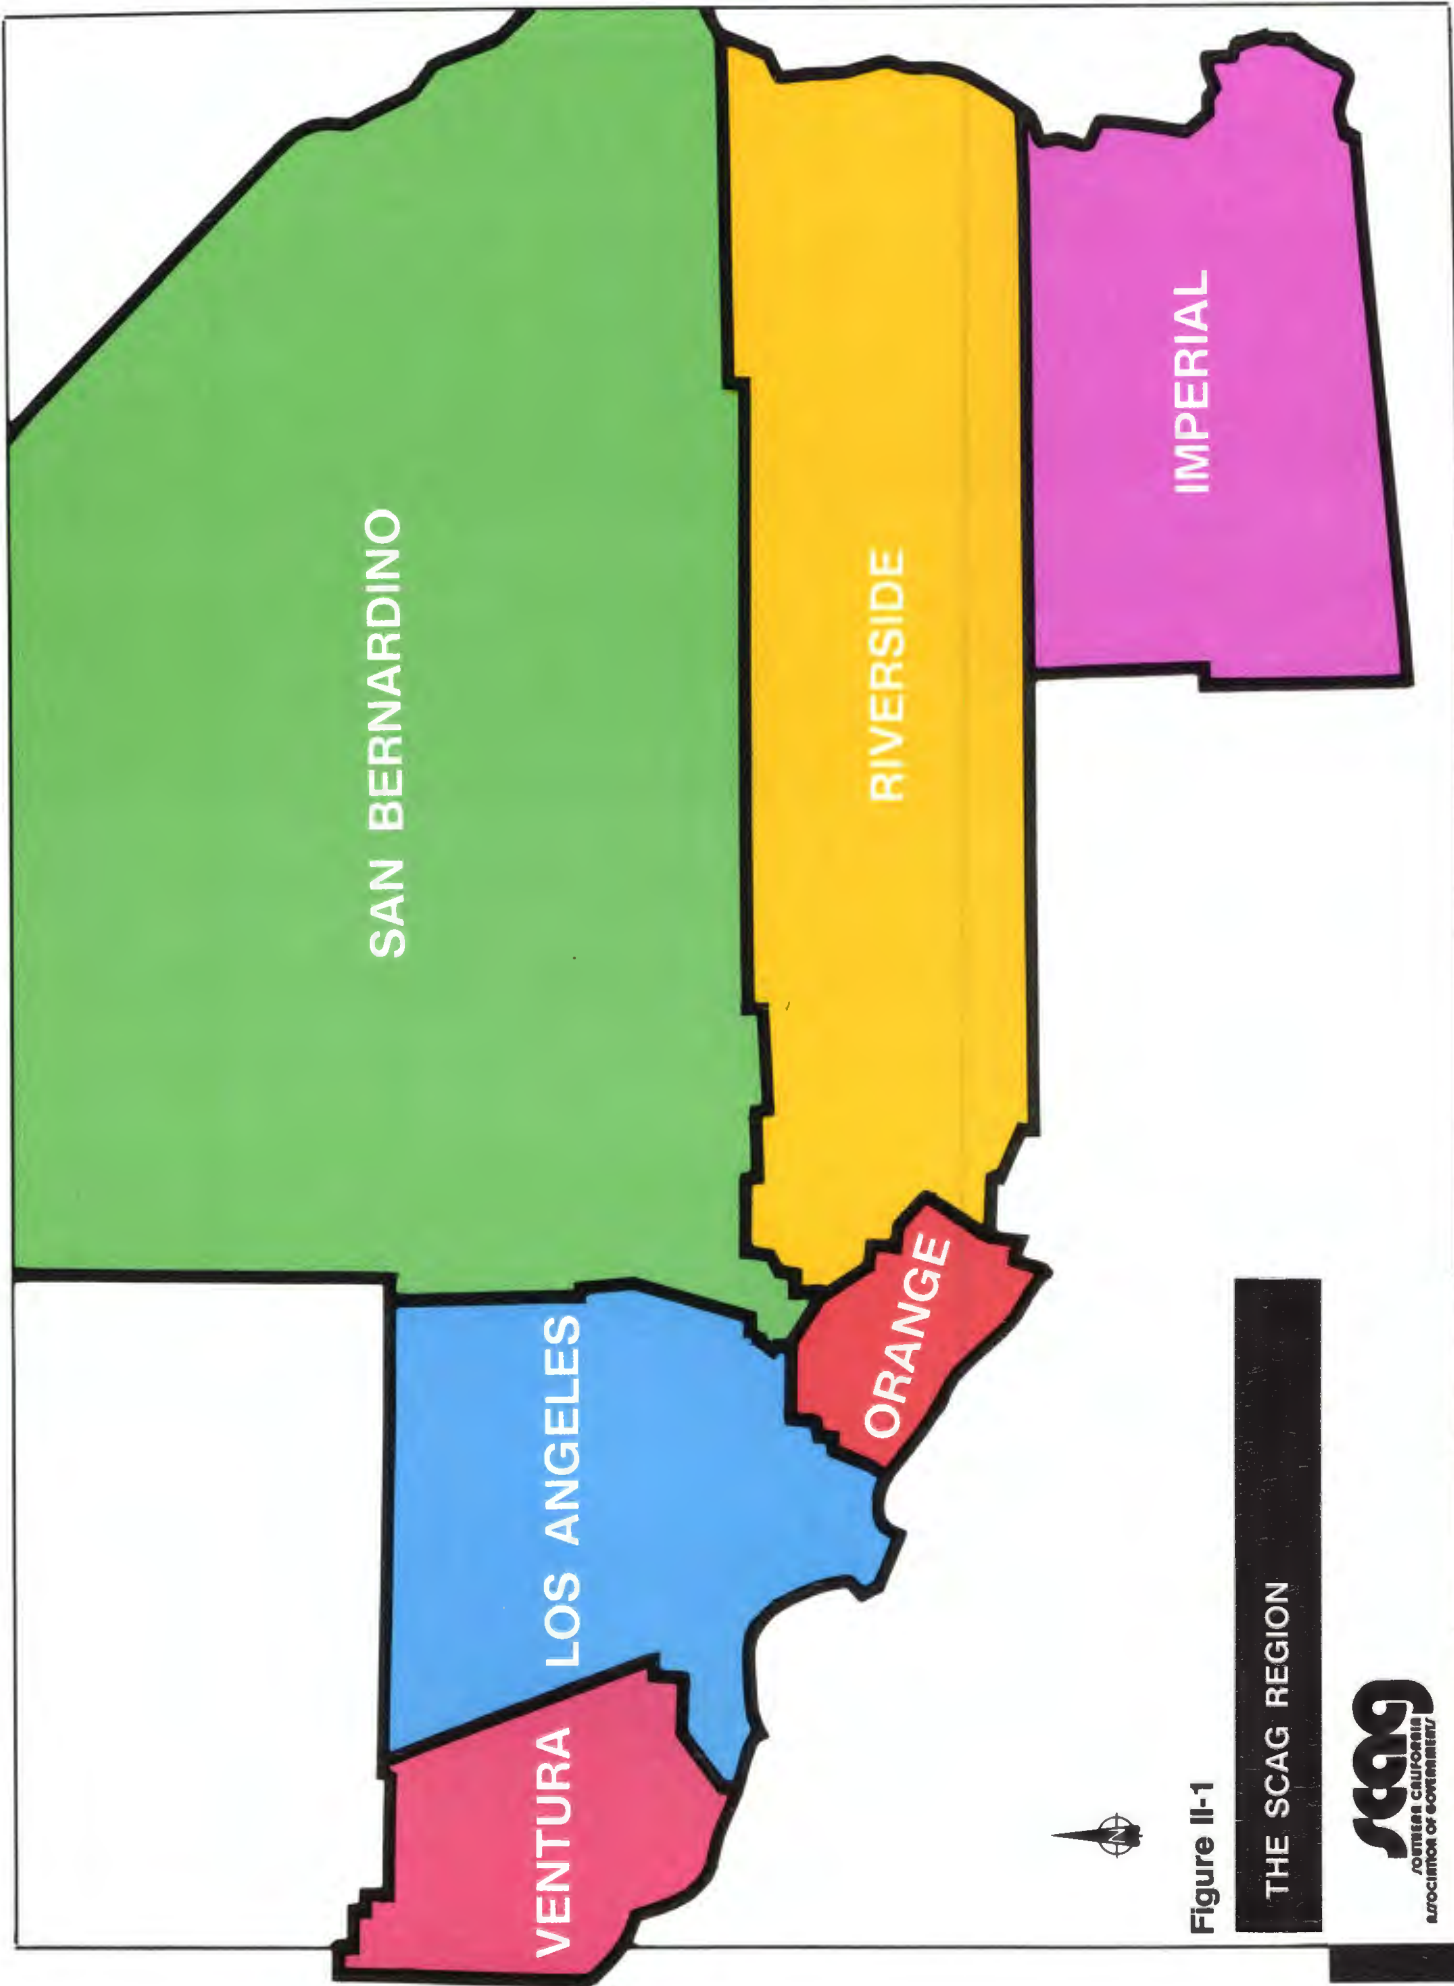 SAN BERNARDINO
VENTURA
LOS ANGELES
RIVERSIDE
ORANGE
IMPERIAL
N
Figure II-1
THE SCAG REGION
scag
SOUTHERN CALIFORNIA
ASSOCIATION OF GOVERNMENTS